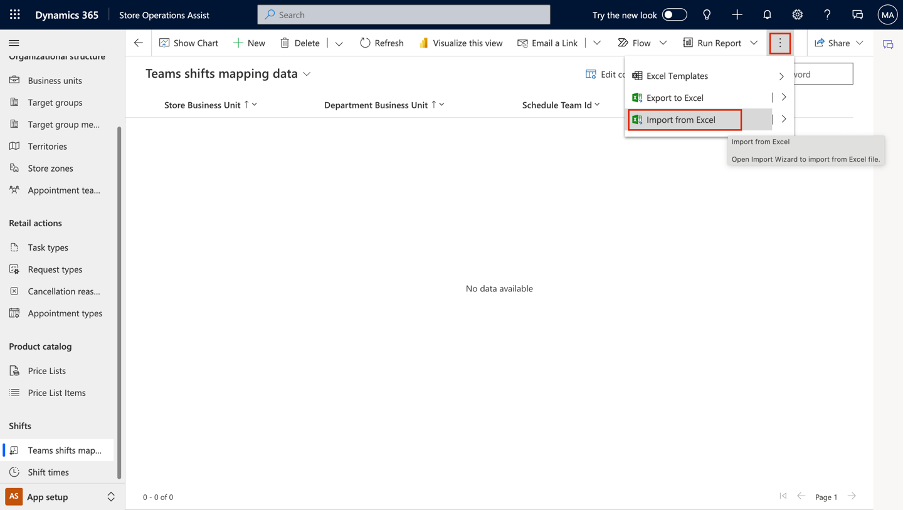 Dynamics 365
Store Operations Assist
Search
Try the new look
MA
Show Chart
New
Delete
Refresh
Visualize this view
Email a Link
Flow
Run Report
Share
Organizational structure
Business units
Target groups
Target group me...
Territories
Store zones
Appointment tea...
Retail actions
Task types
Request types
Cancellation reas...
Appointment types
Product catalog
Price Lists
Price List Items
Shifts
Teams shifts map...
Shift times
AS App setup
Teams shifts mapping data
Edit
Store Business Unit
Department Business Unit
Schedule Team Id
Excel Templates
Export to Excel
Import from Excel
Import from Excel
Open Import Wizard to import from Excel file.
No data available
0 - 0 of 0
Page 1